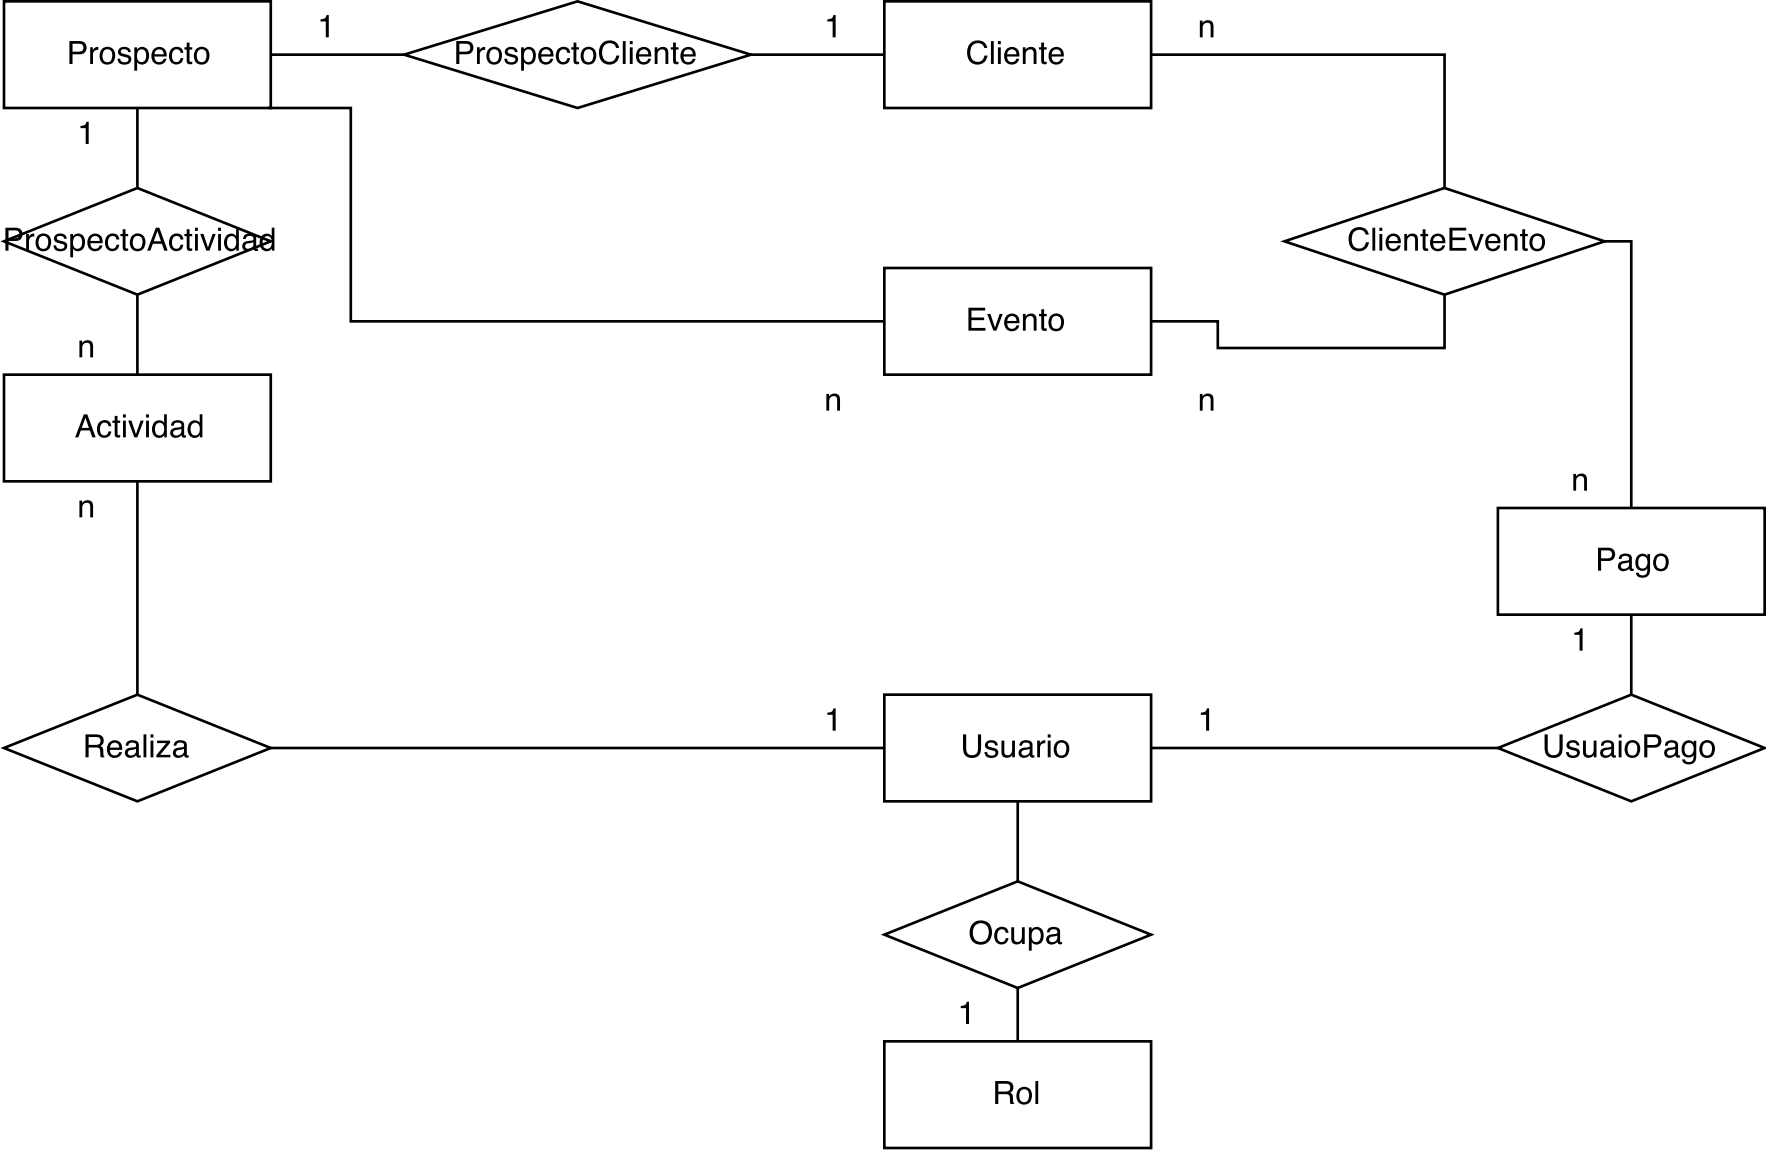 1
1
n
Prospecto
ProspectoCliente
Cliente
1
ProspectoActividad
ClienteEvento
Evento
n
n
n
Actividad
n
n
Pago
1
1
1
Realiza
Usuario
UsuaioPago
Ocupa
1
Rol